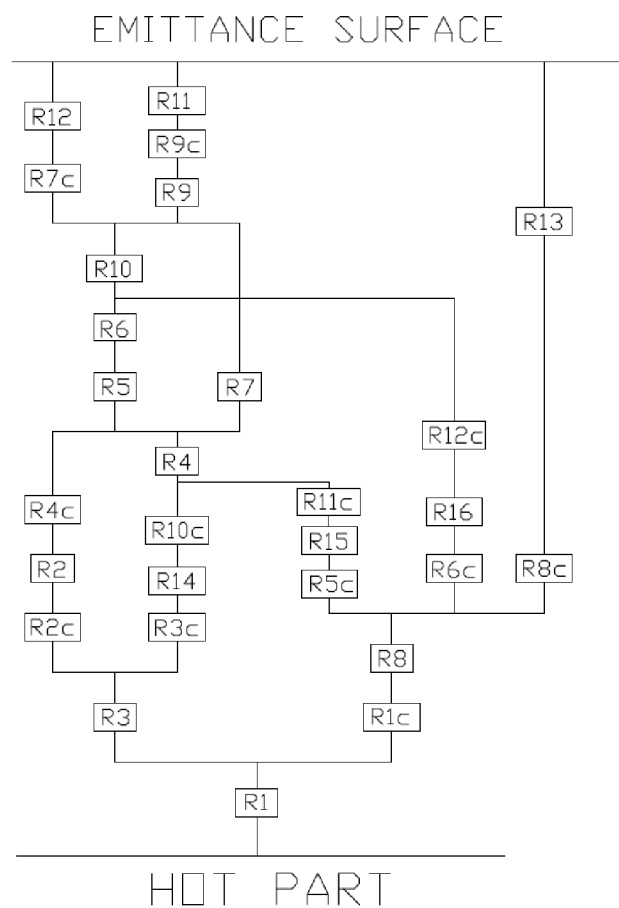 EMITTANCE SURFACE
R11
R12
R9c
R7c
R9
R13
R10
R6
R5
R7
R12c
R4
R11c
R4c
R16
R10c
R15
R2
R14
R5c
R6c
R8c
R2c
R3c
R8
R3
R1c
R1
HOT PART